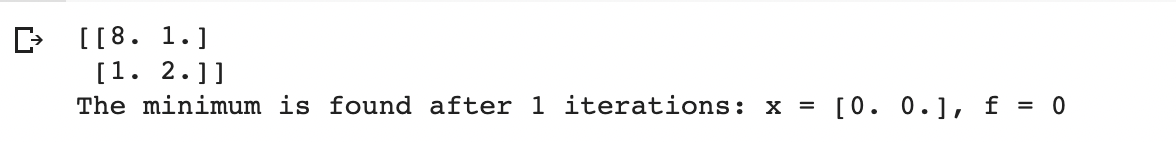 [[8. 1.]
[1. 2.]]
The minimum is found after 1 iterations: x = [0. 0.], f = 0